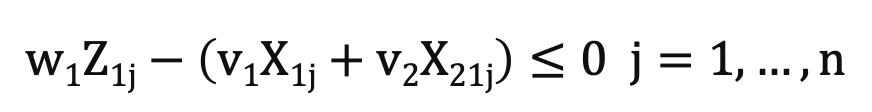 w₁Z₁ⱼ − (v₁X₁ⱼ + v₂X₂₁ⱼ) ≤ 0 j = 1, … , n